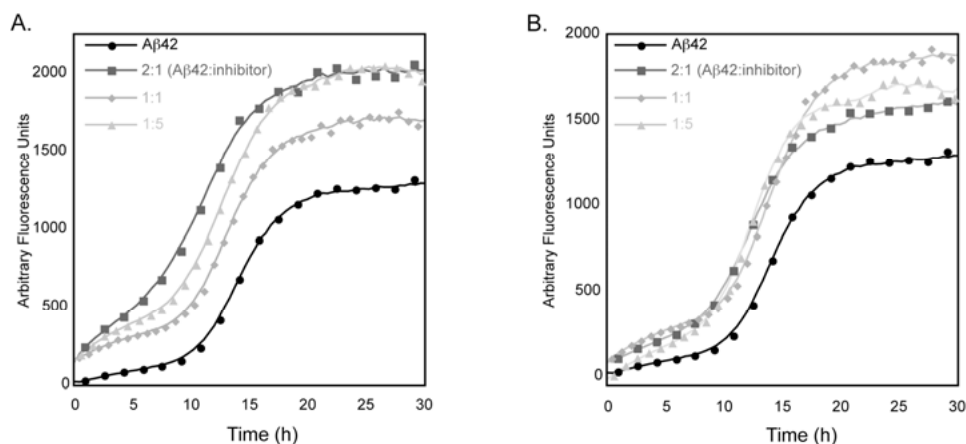 A.
Arbitrary Fluorescence Units
2000
1500
1000
500
0
Aβ42
2:1 (Aβ42:inhibitor)
1:1
1:5
0 5 10 15 20 25 30
Time (h)
B.
Arbitrary Fluorescence Units
2000
1500
1000
500
0
Aβ42
2:1 (Aβ42:inhibitor)
1:1
1:5
0 5 10 15 20 25 30
Time (h)